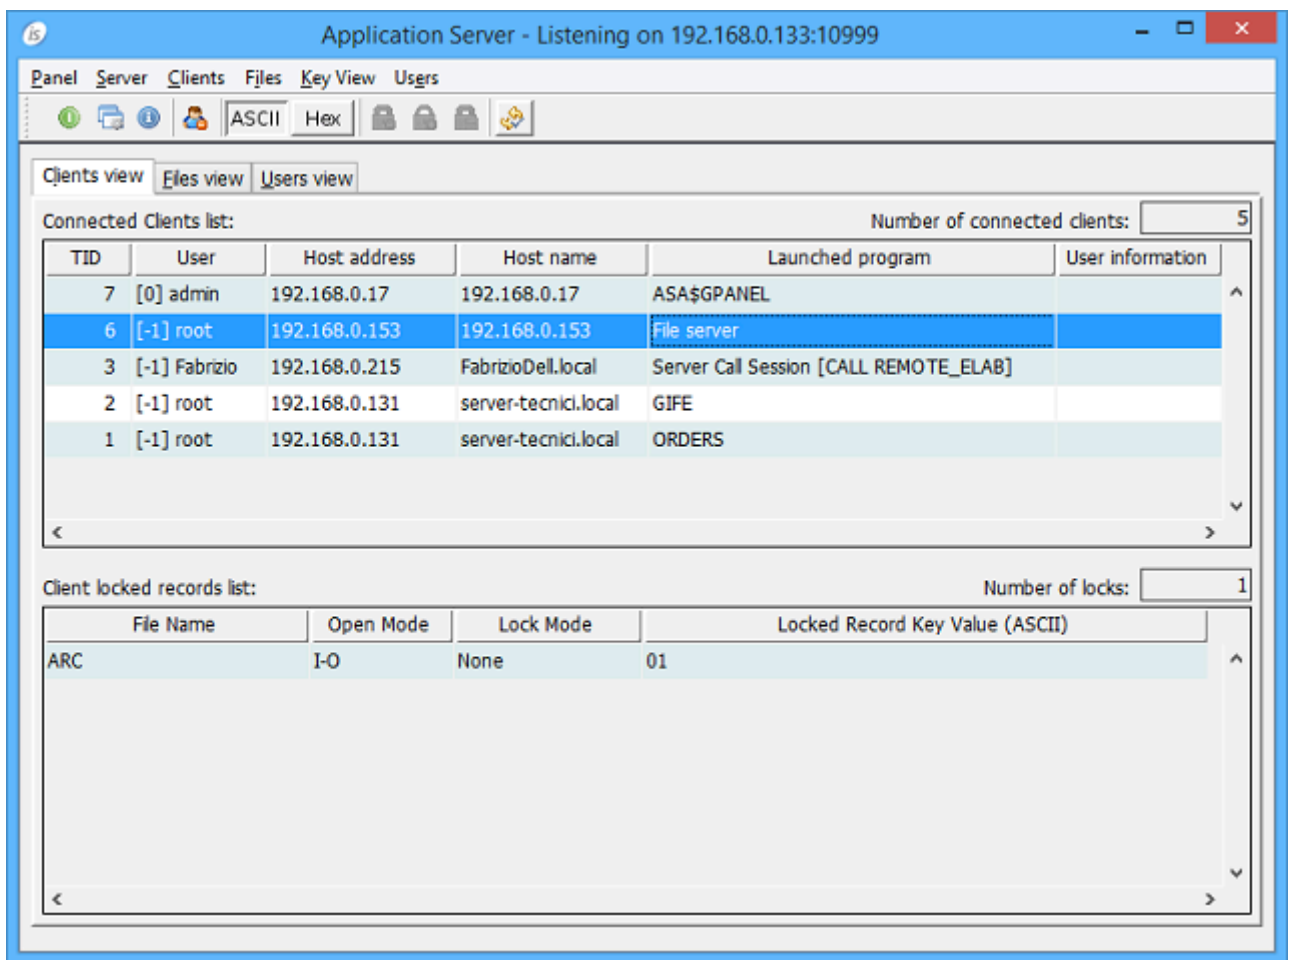 is Application Server - Listening on 192.168.0.133:10999
Panel Server Clients Files Key View Users
ASCII Hex
Clients view Files view Users view
Connected Clients list: Number of connected clients: 5
TID User Host address Host name Launched program User information
7 [0] admin 192.168.0.17 192.168.0.17 ASA$GPANEL
6 [-1] root 192.168.0.153 192.168.0.153 File server
3 [-1] Fabrizio 192.168.0.215 FabrizioDell.local Server Call Session [CALL REMOTE_ELAB]
2 [-1] root 192.168.0.131 server-tecnici.local GIFE
1 [-1] root 192.168.0.131 server-tecnici.local ORDERS
Client locked records list: Number of locks: 1
File Name Open Mode Lock Mode Locked Record Key Value (ASCII)
ARC I-O None 01